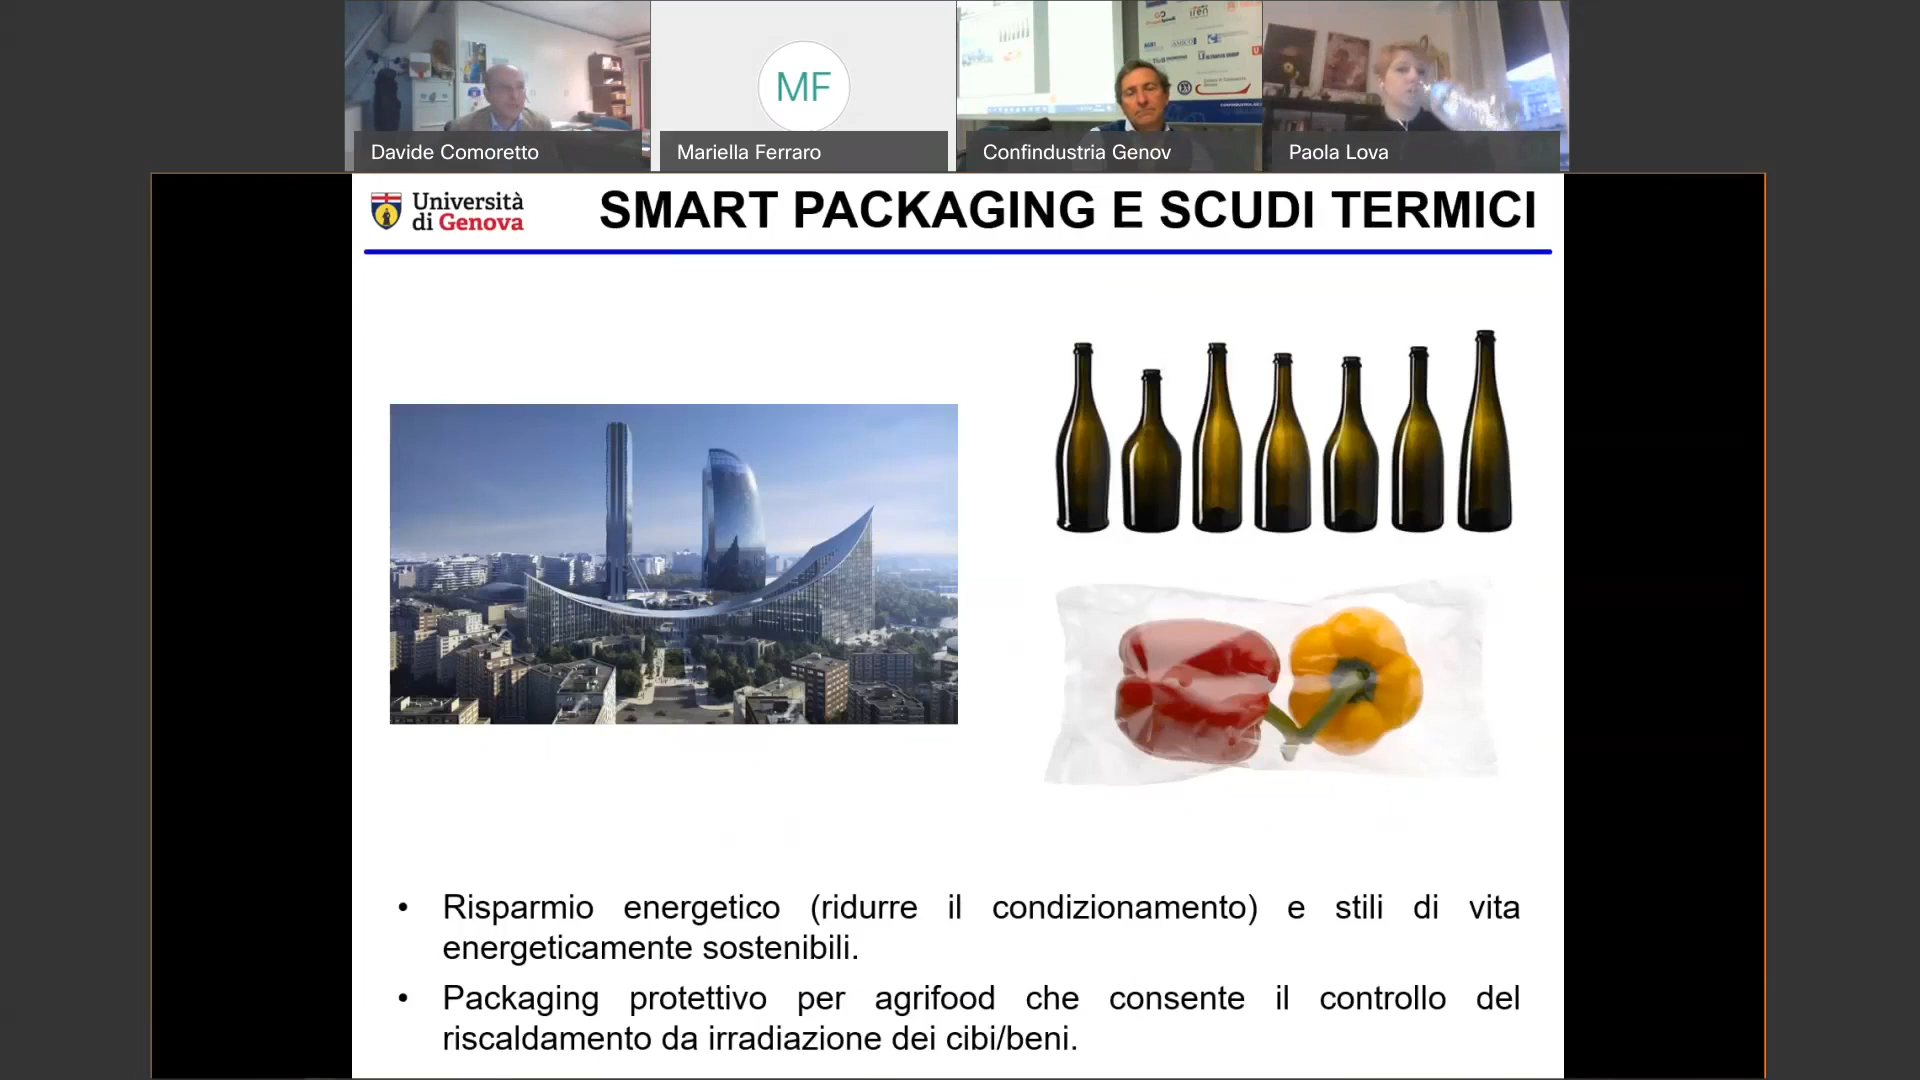 MF
Davide Comoretto
Mariella Ferraro
Confindustria Genov
Paola Lova
iren
Università
di Genova
SMART PACKAGING E SCUDI TERMICI
• Risparmio energetico (ridurre il condizionamento) e stili di vita
energeticamente sostenibili.
• Packaging protettivo per agrifood che consente il controllo del
riscaldamento da irradiazione dei cibi/beni.